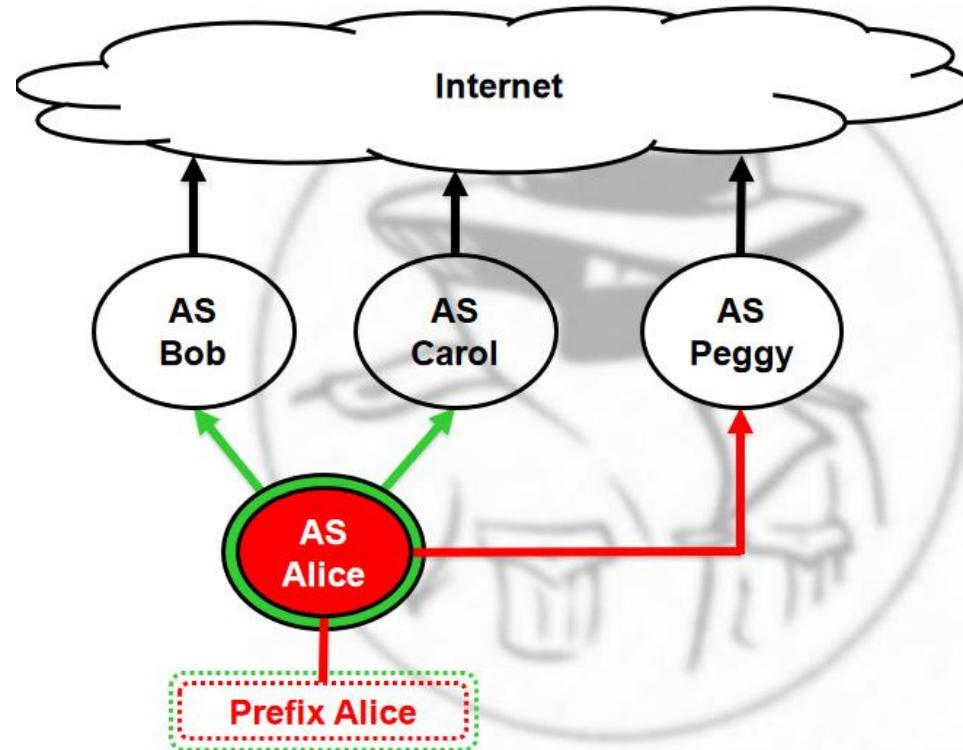 Internet
AS
Bob
AS
Carol
AS
Peggy
AS
Alice
Prefix Alice